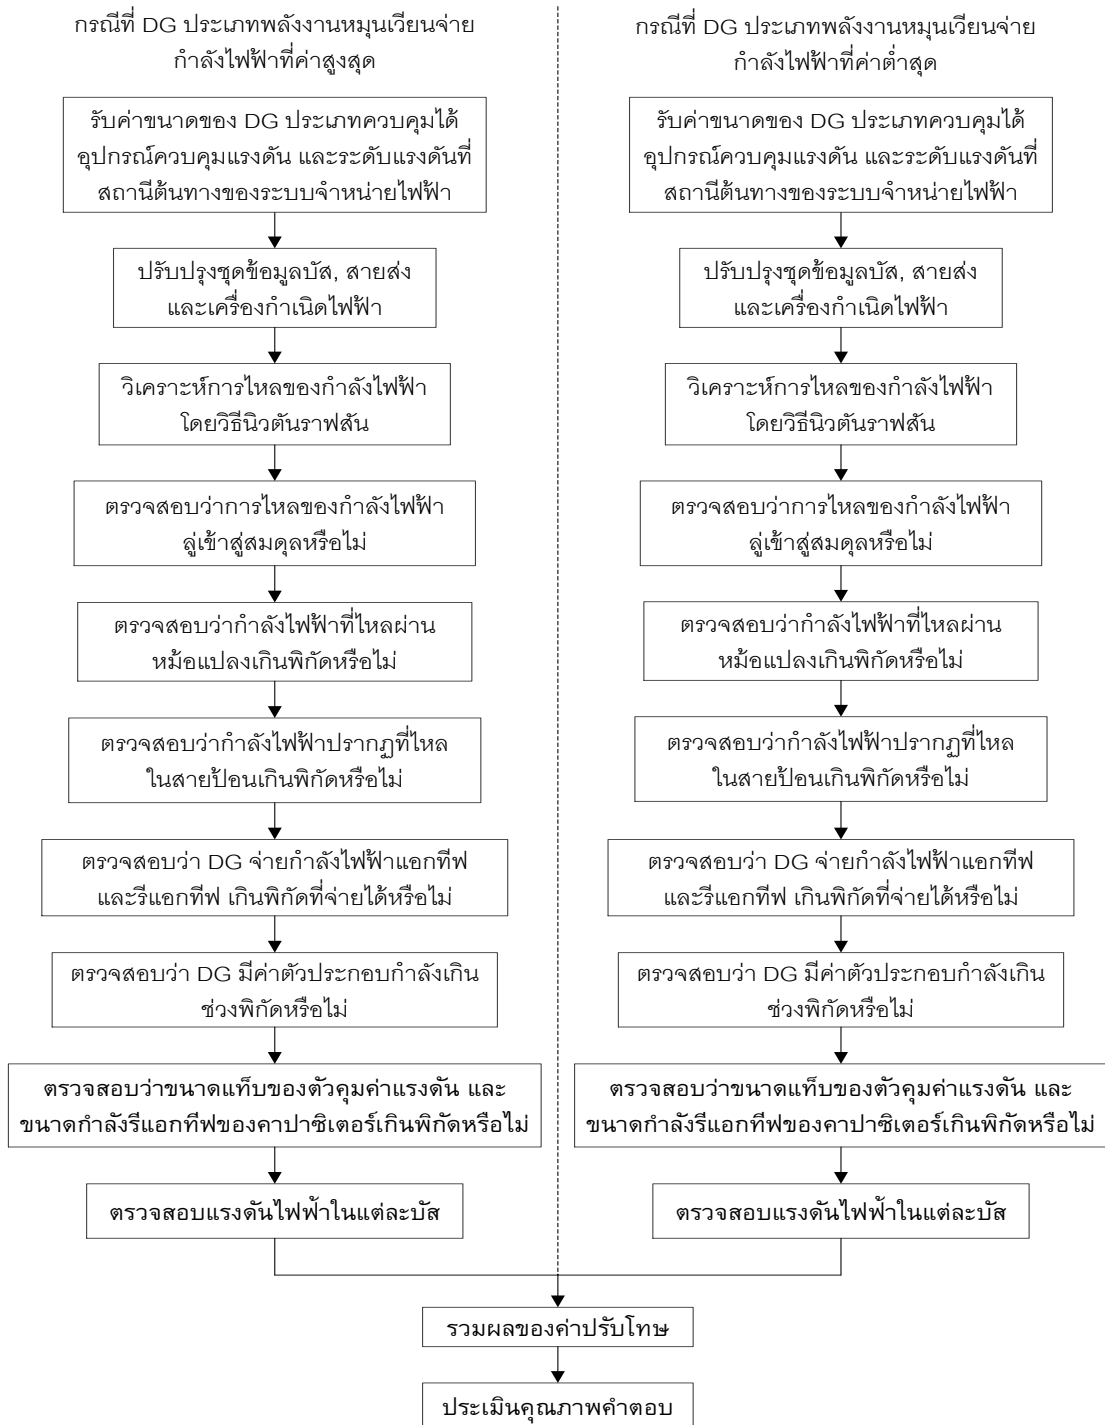 กรณีที่ DG ประเภทพลังงานหมุนเวียนจ่าย
กำลังไฟฟ้าที่ค่าสูงสุด
รับค่าขนาดของ DG ประเภทควบคุมได้
อุปกรณ์ควบคุมแรงดัน และระดับแรงดันที่
สถานีต้นทางของระบบจำหน่ายไฟฟ้า
ปรับปรุงชุดข้อมูลบัส, สายส่ง
และเครื่องกำเนิดไฟฟ้า
วิเคราะห์การไหลของกำลังไฟฟ้า
โดยวิธีนิวตันราฟสัน
ตรวจสอบว่าการไหลของกำลังไฟฟ้า
ลู่เข้าสู่สมดุลหรือไม่
ตรวจสอบว่ากำลังไฟฟ้าที่ไหลผ่าน
หม้อแปลงเกินพิกัดหรือไม่
ตรวจสอบว่ากำลังไฟฟ้าปรากฏที่ไหล
ในสายป้อนเกินพิกัดหรือไม่
ตรวจสอบว่า DG จ่ายกำลังไฟฟ้าแอกทีฟ
และรีแอกทีฟ เกินพิกัดที่จ่ายได้หรือไม่
ตรวจสอบว่า DG มีค่าตัวประกอบกำลังเกิน
ช่วงพิกัดหรือไม่
ตรวจสอบว่าขนาดแท็บของตัวคุมค่าแรงดัน และ
ขนาดกำลังรีแอกทีฟของคาปาซิเตอร์เกินพิกัดหรือไม่
ตรวจสอบแรงดันไฟฟ้าในแต่ละบัส
กรณีที่ DG ประเภทพลังงานหมุนเวียนจ่าย
กำลังไฟฟ้าที่ค่าต่ำสุด
รับค่าขนาดของ DG ประเภทควบคุมได้
อุปกรณ์ควบคุมแรงดัน และระดับแรงดันที่
สถานีต้นทางของระบบจำหน่ายไฟฟ้า
ปรับปรุงชุดข้อมูลบัส, สายส่ง
และเครื่องกำเนิดไฟฟ้า
วิเคราะห์การไหลของกำลังไฟฟ้า
โดยวิธีนิวตันราฟสัน
ตรวจสอบว่าการไหลของกำลังไฟฟ้า
ลู่เข้าสู่สมดุลหรือไม่
ตรวจสอบว่ากำลังไฟฟ้าที่ไหลผ่าน
หม้อแปลงเกินพิกัดหรือไม่
ตรวจสอบว่ากำลังไฟฟ้าปรากฏที่ไหล
ในสายป้อนเกินพิกัดหรือไม่
ตรวจสอบว่า DG จ่ายกำลังไฟฟ้าแอกทีฟ
และรีแอกทีฟ เกินพิกัดที่จ่ายได้หรือไม่
ตรวจสอบว่า DG มีค่าตัวประกอบกำลังเกิน
ช่วงพิกัดหรือไม่
ตรวจสอบว่าขนาดแท็บของตัวคุมค่าแรงดัน และ
ขนาดกำลังรีแอกทีฟของคาปาซิเตอร์เกินพิกัดหรือไม่
ตรวจสอบแรงดันไฟฟ้าในแต่ละบัส
รวมผลของค่าปรับโทษ
ประเมินคุณภาพคำตอบ